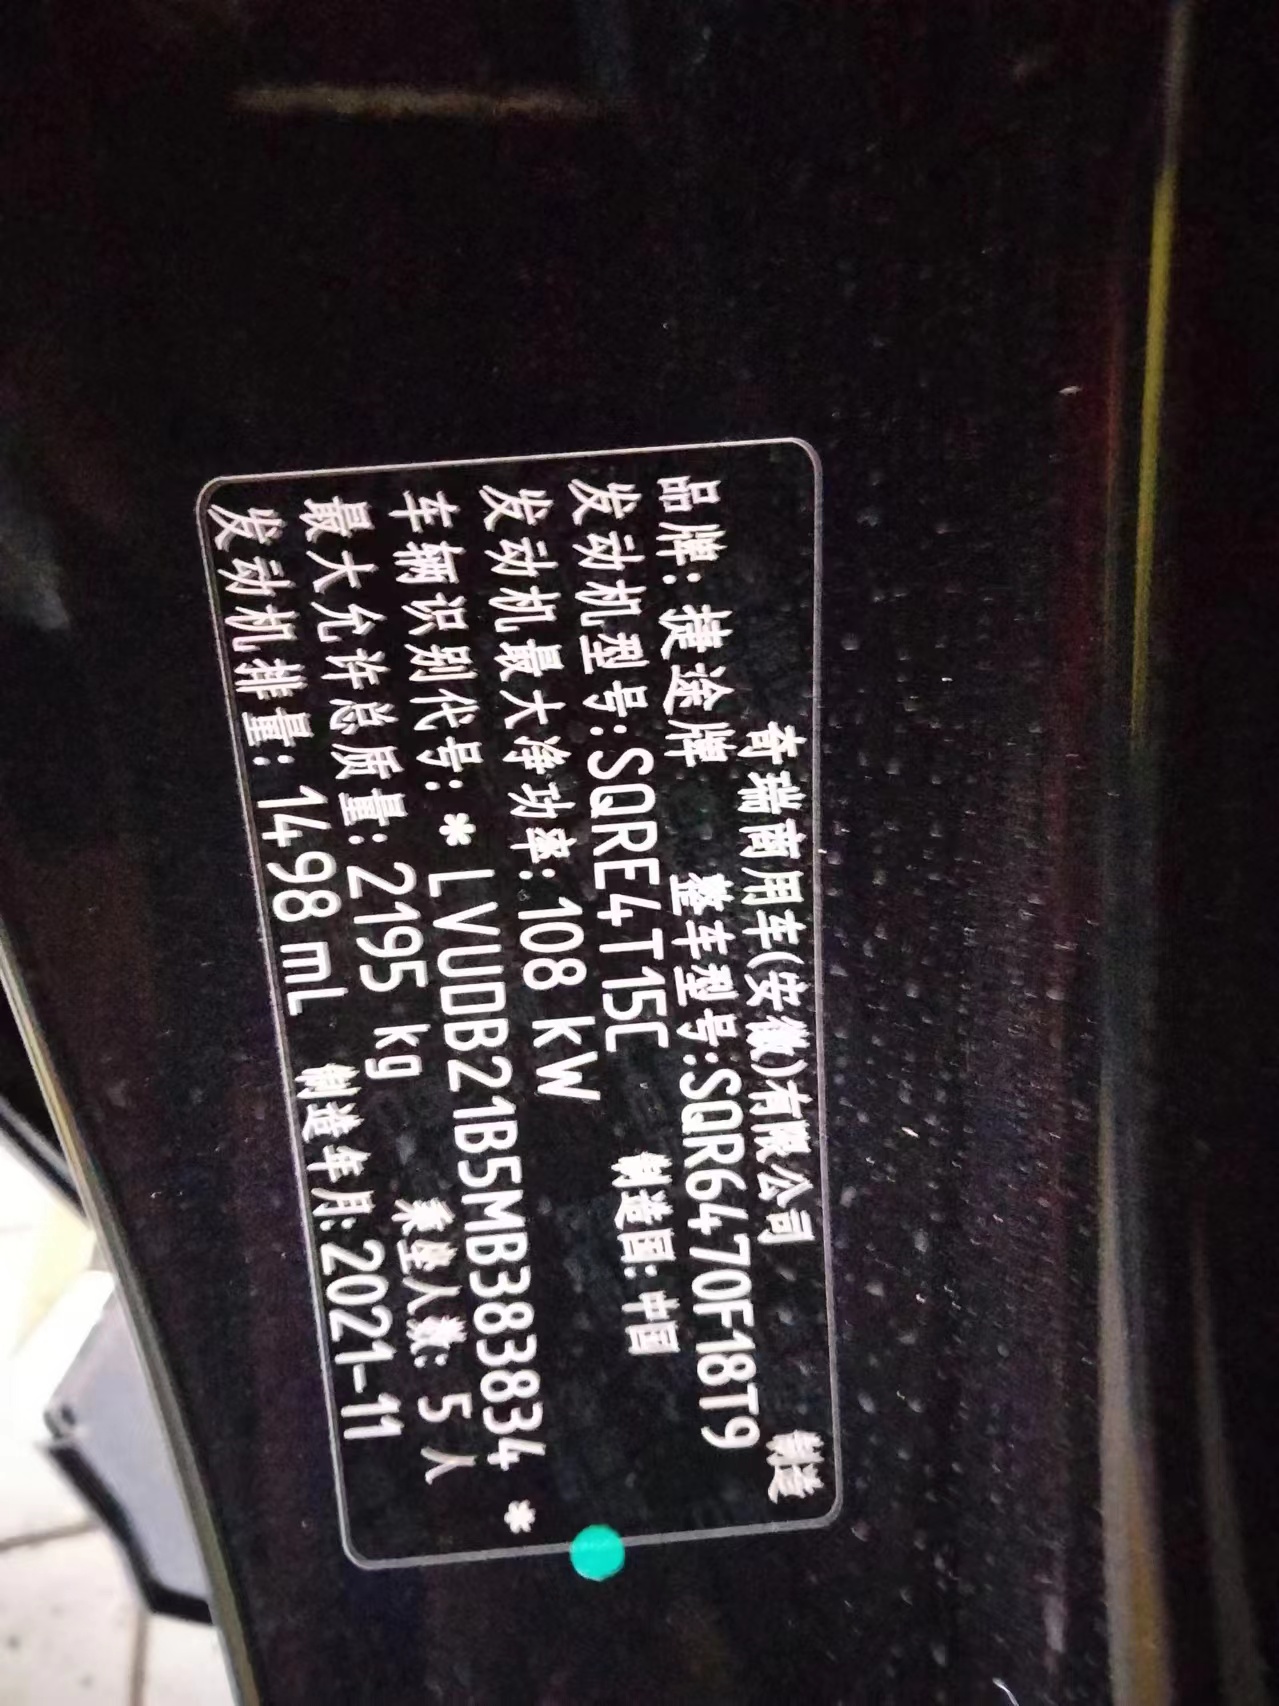 奇瑞商用车(安徽)有限公司 制造
品牌: 捷途牌 整车型号:SQR6470F18T9
发动机型号:SQRE4T15C 制造国: 中国
发动机最大净功率: 108 kW
车辆识别代号: * LVUDB21B5MB383834 *
最大允许总质量: 2195 kg 乘坐人数: 5 人
发动机排量: 1498 mL 制造年月: 2021-11